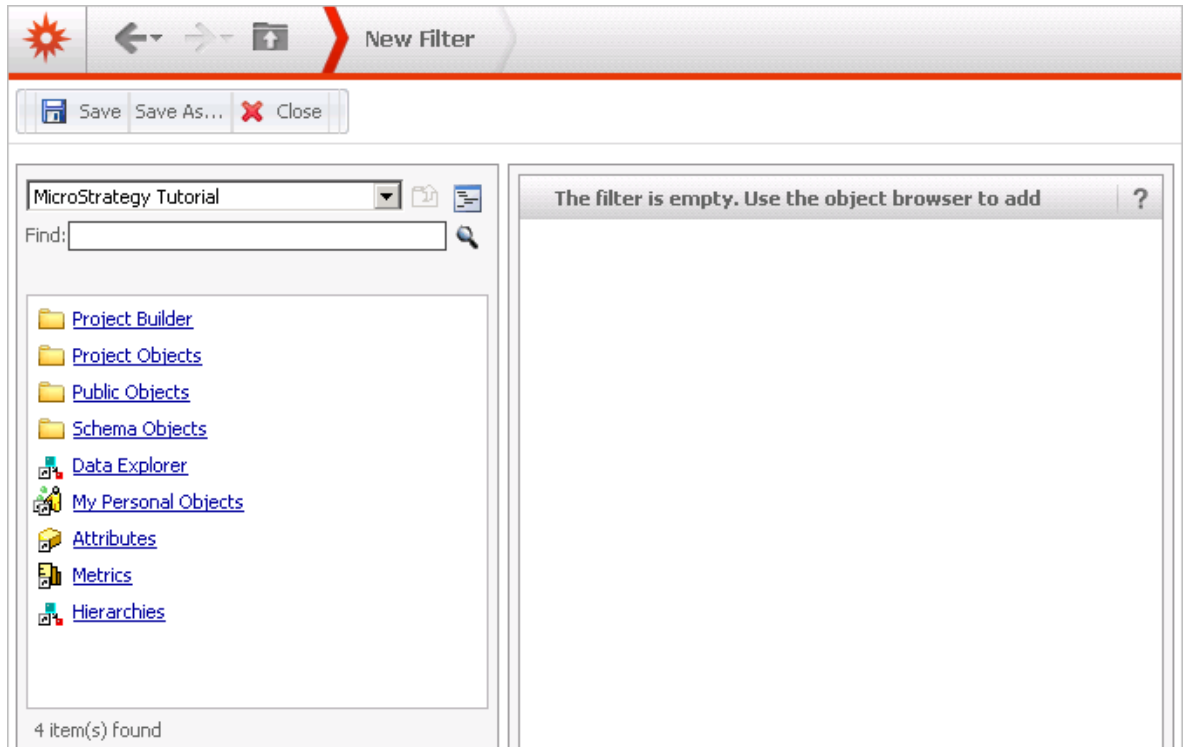 New Filter
Save Save As... Close
MicroStrategy Tutorial
Find:
Project Builder
Project Objects
Public Objects
Schema Objects
Data Explorer
My Personal Objects
Attributes
Metrics
Hierarchies
4 item(s) found
The filter is empty. Use the object browser to add ?